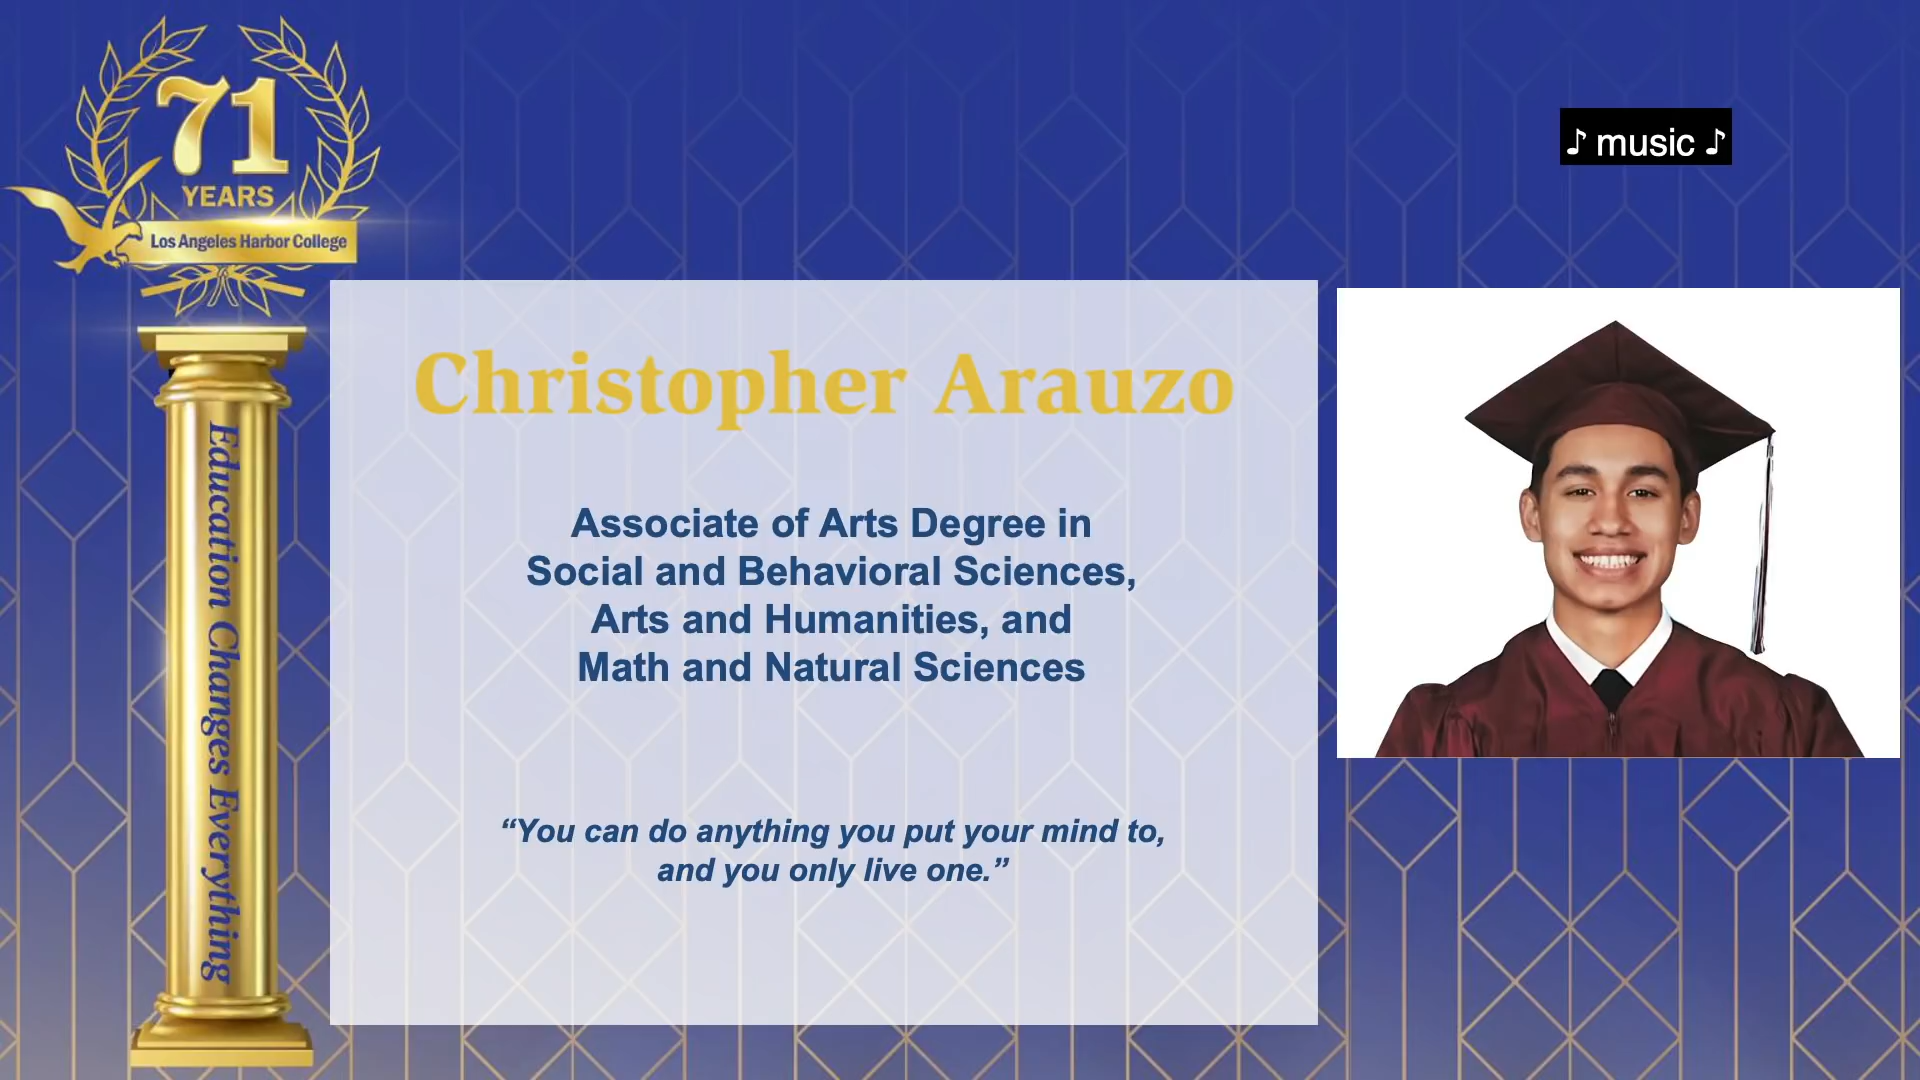 71
YEARS
Los Angeles Harbor College
Education Changes Everything
♪ music ♪
Christopher Arauzo
Associate of Arts Degree in
Social and Behavioral Sciences,
Arts and Humanities, and
Math and Natural Sciences
“You can do anything you put your mind to,
and you only live one.”